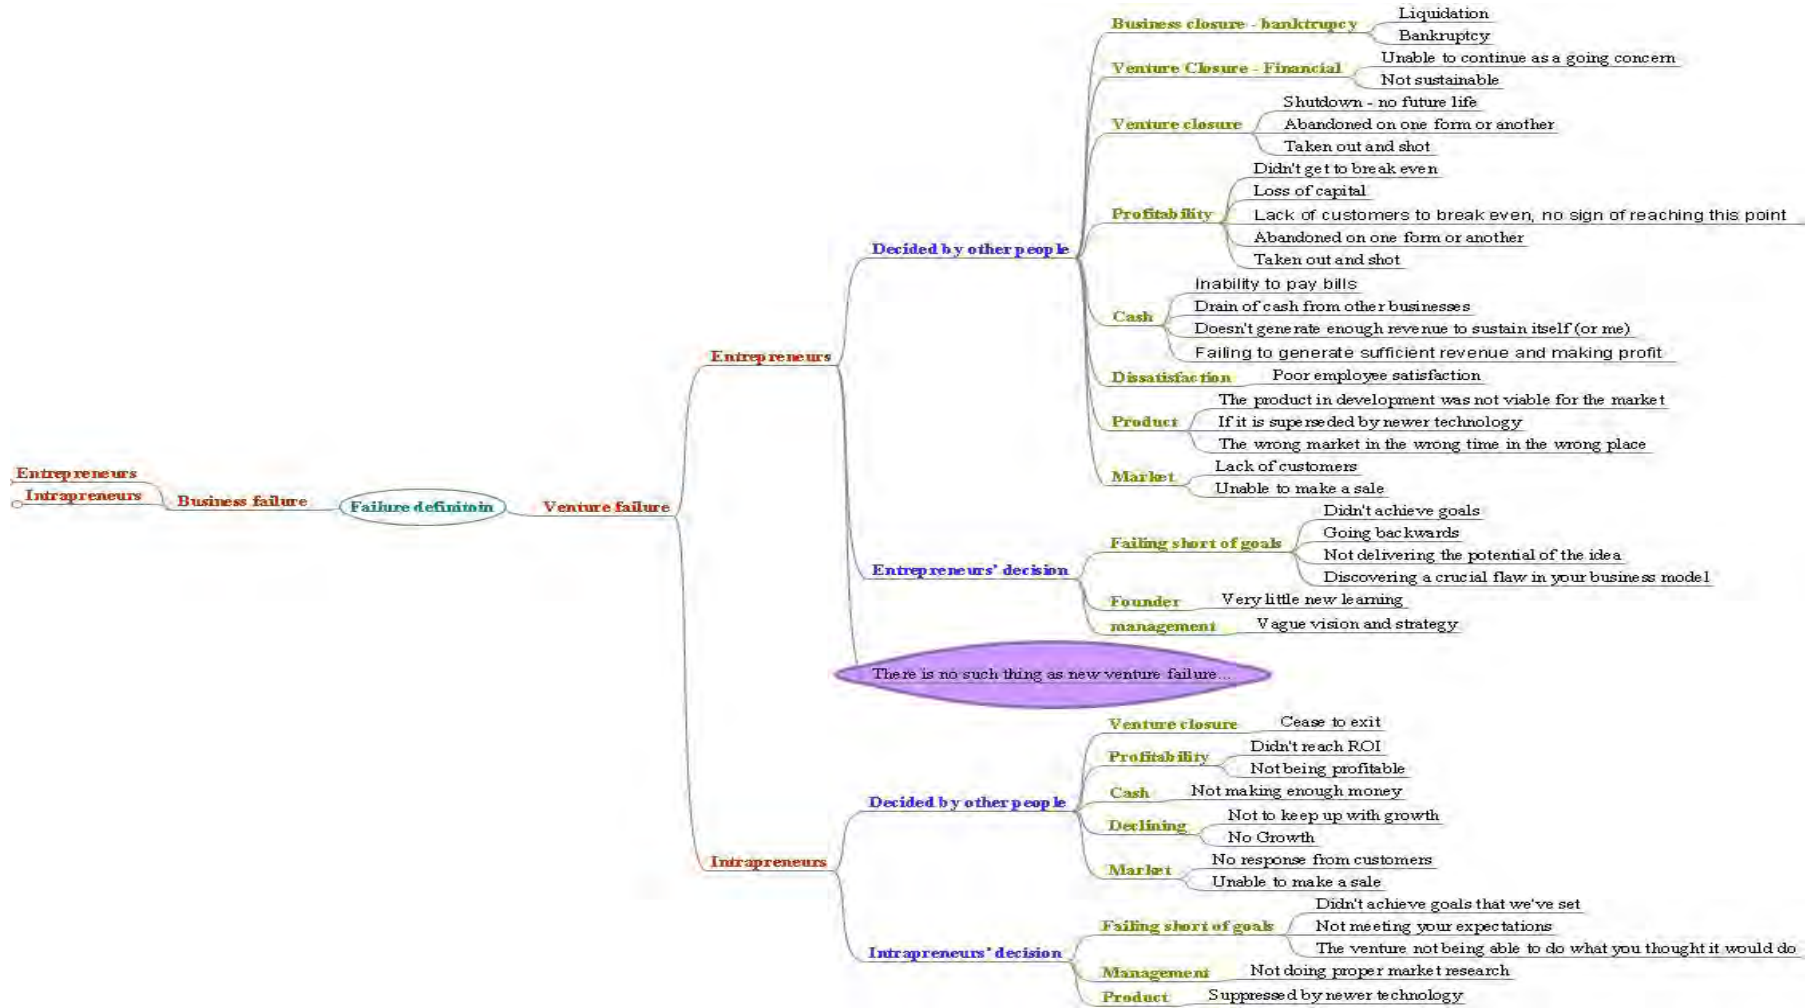 Entrepreneurs
Intrapreneurs
Business failure
Failure definitoin
Venture failure
Entrepreneurs
Decided by other people
Business closure - banktrupcy
Liquidation
Bankruptcy
Venture Closure - Financial
Unable to continue as a going concern
Not sustainable
Venture closure
Shutdown - no future life
Abandoned on one form or another
Taken out and shot
Profitability
Didn't get to break even
Loss of capital
Lack of customers to break even, no sign of reaching this point
Abandoned on one form or another
Taken out and shot
Cash
Inability to pay bills
Drain of cash from other businesses
Doesn't generate enough revenue to sustain itself (or me)
Failing to generate sufficient revenue and making profit
Dissatisfaction
Poor employee satisfaction
Product
The product in development was not viable for the market
If it is superseded by newer technology
The wrong market in the wrong time in the wrong place
Market
Lack of customers
Unable to make a sale
Entrepreneurs' decision
Failing short of goals
Didn't achieve goals
Going backwards
Not delivering the potential of the idea
Discovering a crucial flaw in your business model
Founder
Very little new learning
management
Vague vision and strategy
There is no such thing as new venture failure...
Intrapreneurs
Decided by other people
Venture closure
Cease to exit
Profitability
Didn't reach ROI
Not being profitable
Cash
Not making enough money
Declining
Not to keep up with growth
No Growth
Market
No response from customers
Unable to make a sale
Intrapreneurs' decision
Failing short of goals
Didn't achieve goals that we've set
Not meeting your expectations
The venture not being able to do what you thought it would do
Management
Not doing proper market research
Product
Suppressed by newer technology